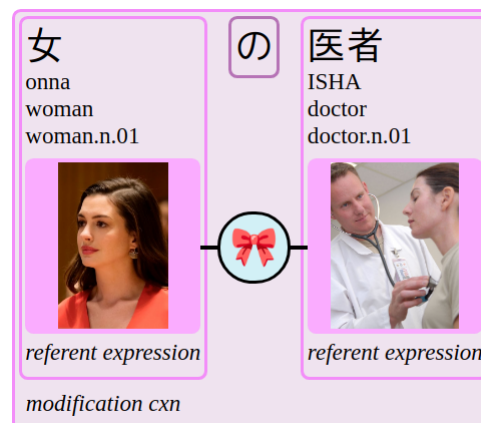 女 の 医者
onna ISHA
woman doctor
woman.n.01 doctor.n.01
referent expression referent expression
modification cxn